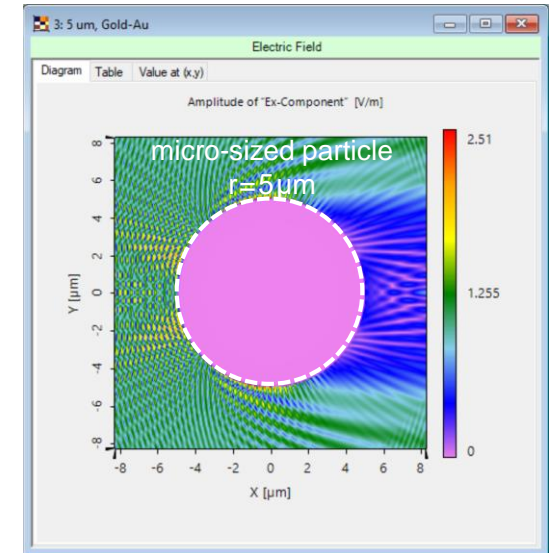 3: 5 um, Gold-Au
Electric Field
Diagram Table Value at (x,y)
Amplitude of "Ex-Component" [V/m]
micro-sized particle
r=5µm
8
6
4
2
0
-2
-4
-6
-8
Y [µm]
-8 -6 -4 -2 0 2 4 6 8
X [µm]
2.51
1.255
0